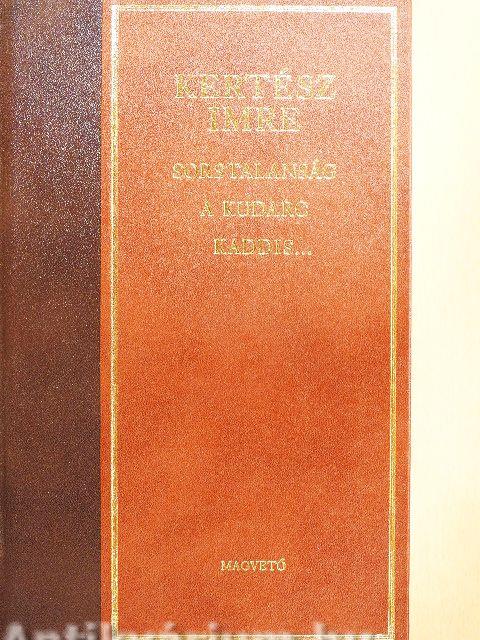 KERTÉSZ
IMRE
SORSTALANSÁG
A KUDARC
KADDIS...
MAGVETŐ